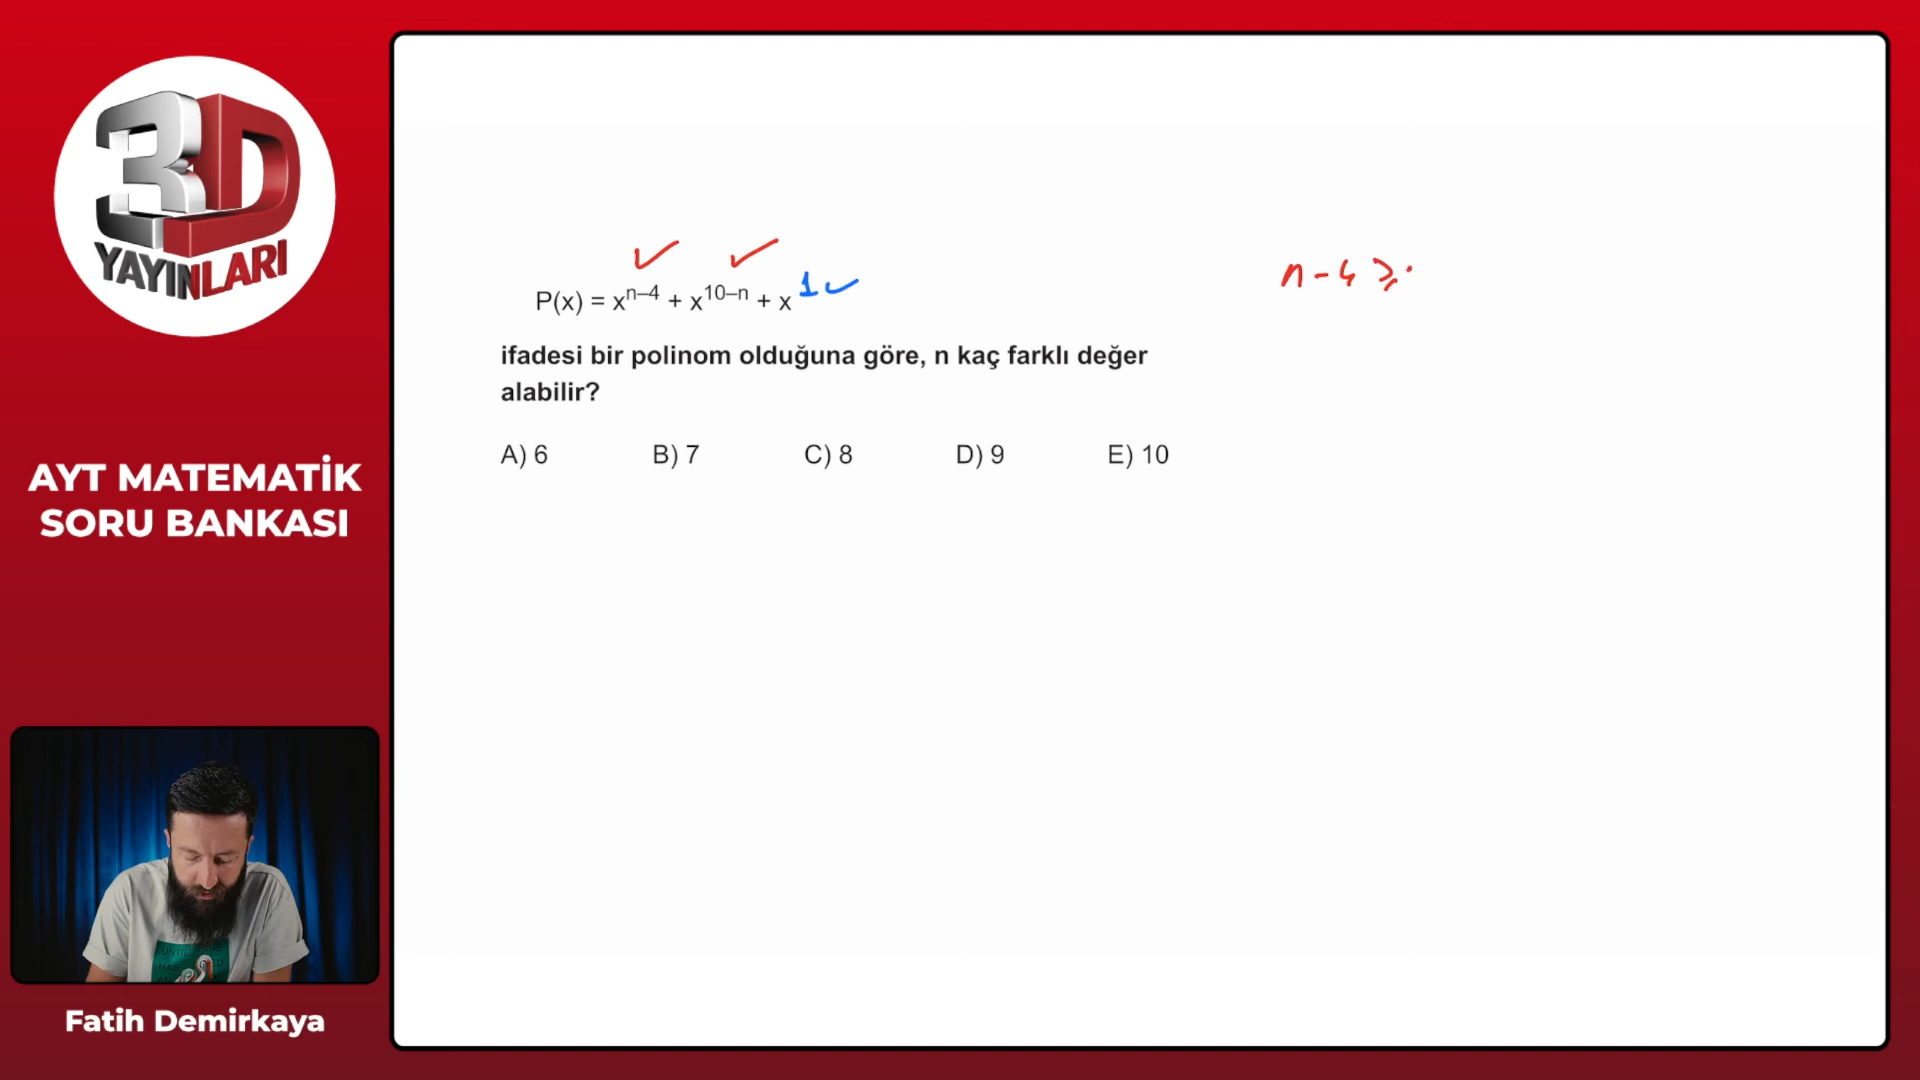 3D
YAYINLARI
AYT MATEMATİK
SORU BANKASI
Fatih Demirkaya
P(x) = xⁿ⁻⁴ + x¹⁰⁻ⁿ + x 1
ifadesi bir polinom olduğuna göre, n kaç farklı değer
alabilir?
A) 6 B) 7 C) 8 D) 9 E) 10
n - 4 ≥ ·